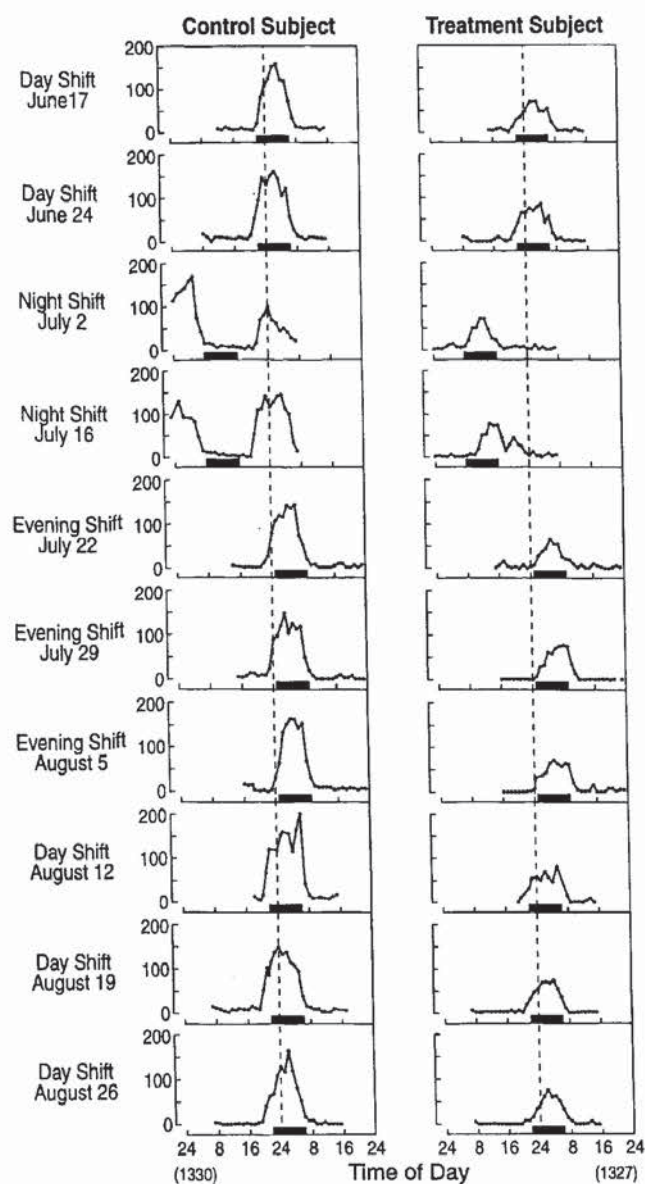 Control Subject Treatment Subject
200
Day Shift
June17
150
100
0
200
Day Shift
June 24
100
0
200
Night Shift
July 2
100
0
200
Night Shift
July 16
100
0
200
Evening Shift
July 22
100
0
200
Evening Shift
July 29
100
0
200
Evening Shift
August 5
100
0
200
Day Shift
August 12
100
0
200
Day Shift
August 19
100
0
200
Day Shift
August 26
100
0
24 8 16 24 8 16 24 24 8 16 24 8 16 24
(1330) Time of Day (1327)